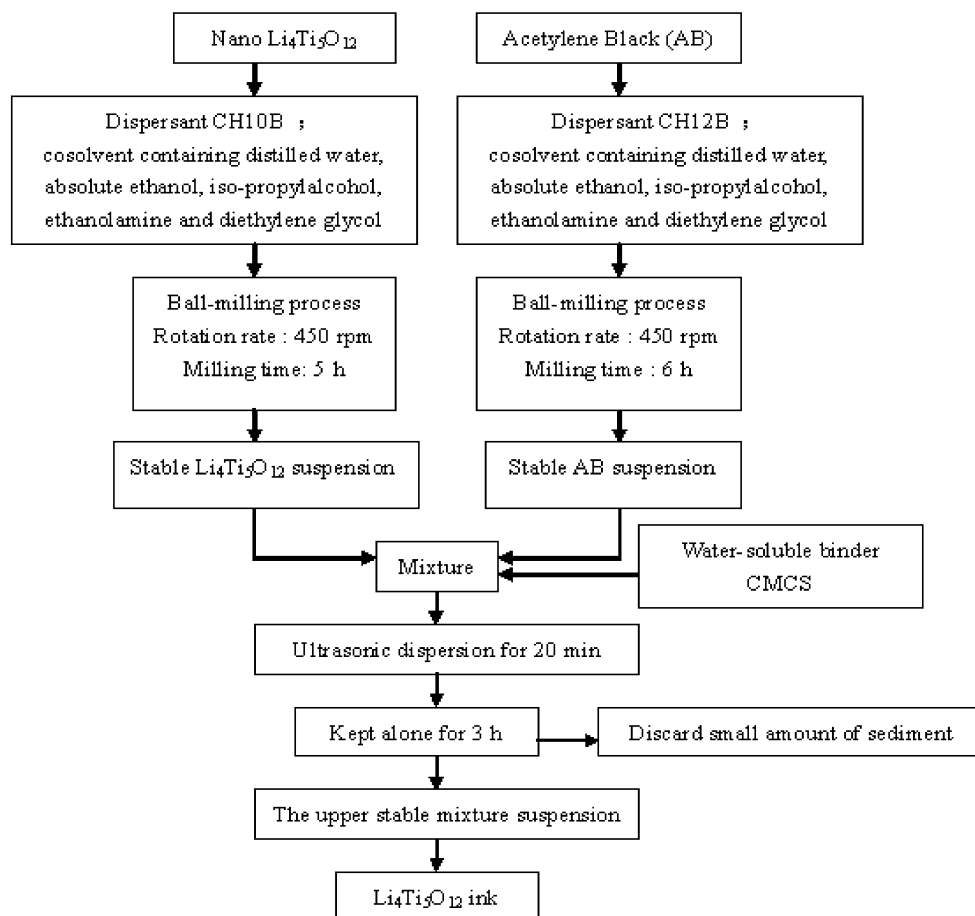 Nano Li₄Ti₅O₁₂
Acetylene Black (AB)
Dispersant CH10B ；
cosolvent containing distilled water,
absolute ethanol, iso-propylalcohol,
ethanolamine and diethylene glycol
Dispersant CH12B ；
cosolvent containing distilled water,
absolute ethanol, iso-propylalcohol,
ethanolamine and diethylene glycol
Ball-milling process
Rotation rate : 450 rpm
Milling time: 5 h
Ball-milling process
Rotation rate : 450 rpm
Milling time : 6 h
Stable Li₄Ti₅O₁₂ suspension
Stable AB suspension
Mixture
Water-soluble binder
CMCS
Ultrasonic dispersion for 20 min
Kept alone for 3 h
Discard small amount of sediment
The upper stable mixture suspension
Li₄Ti₅O₁₂ ink